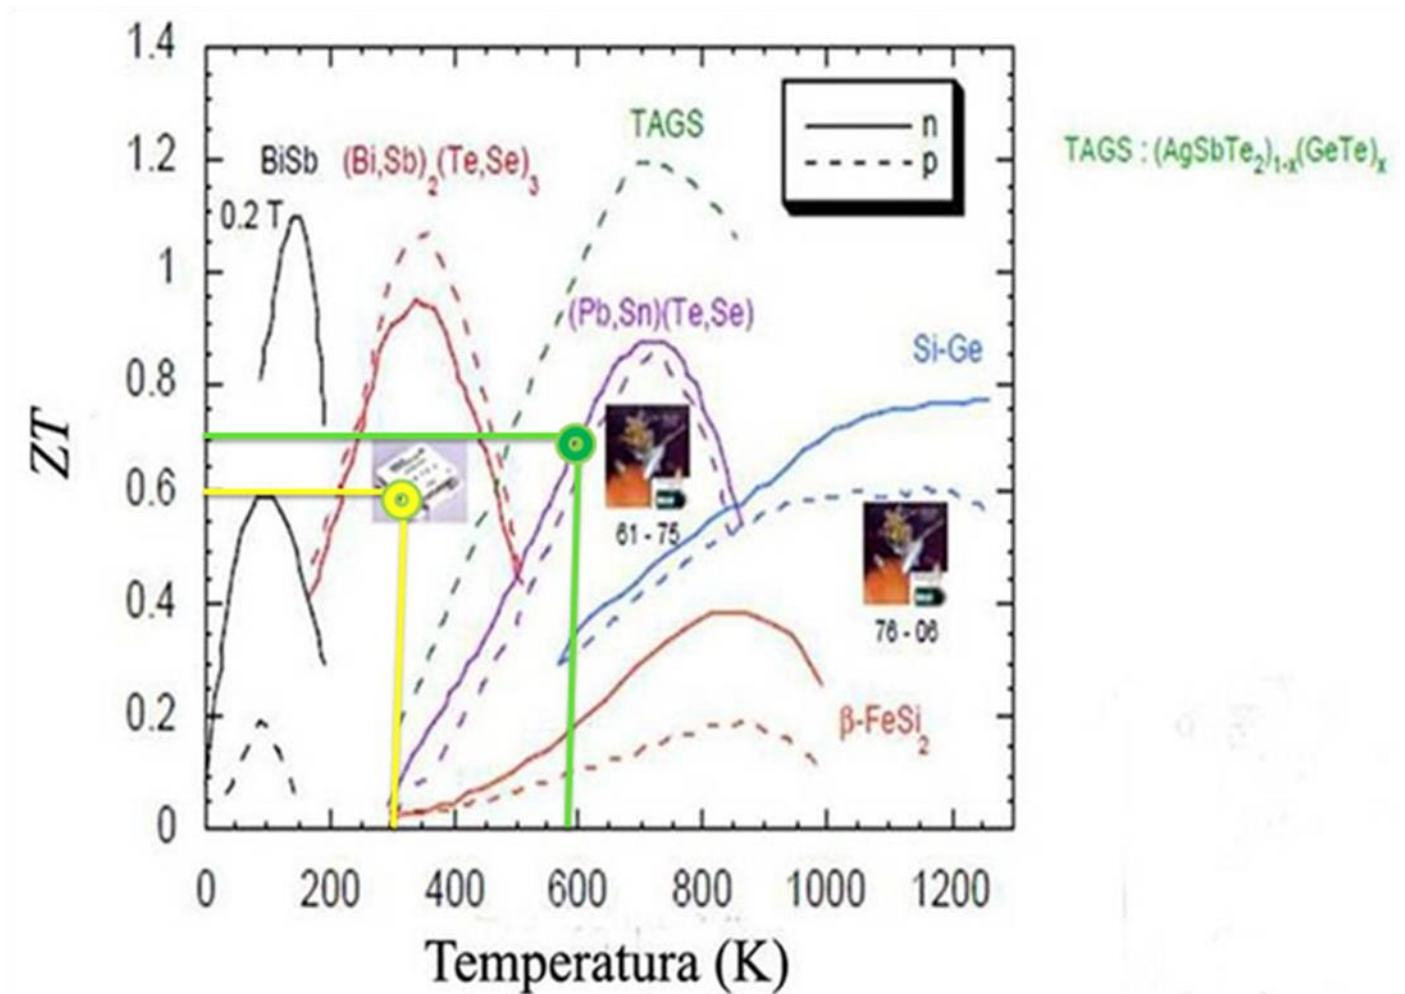 1.4
1.2
1
0.8
0.6
0.4
0.2
0
ZT
BiSb
(Bi,Sb)₂(Te,Se)₃
TAGS
n
p
TAGS : (AgSbTe₂)₁₋ₓ(GeTe)ₓ
0.2 T
(Pb,Sn)(Te,Se)
Si-Ge
61 - 75
76 - 06
β-FeSi₂
0 200 400 600 800 1000 1200
Temperatura (K)